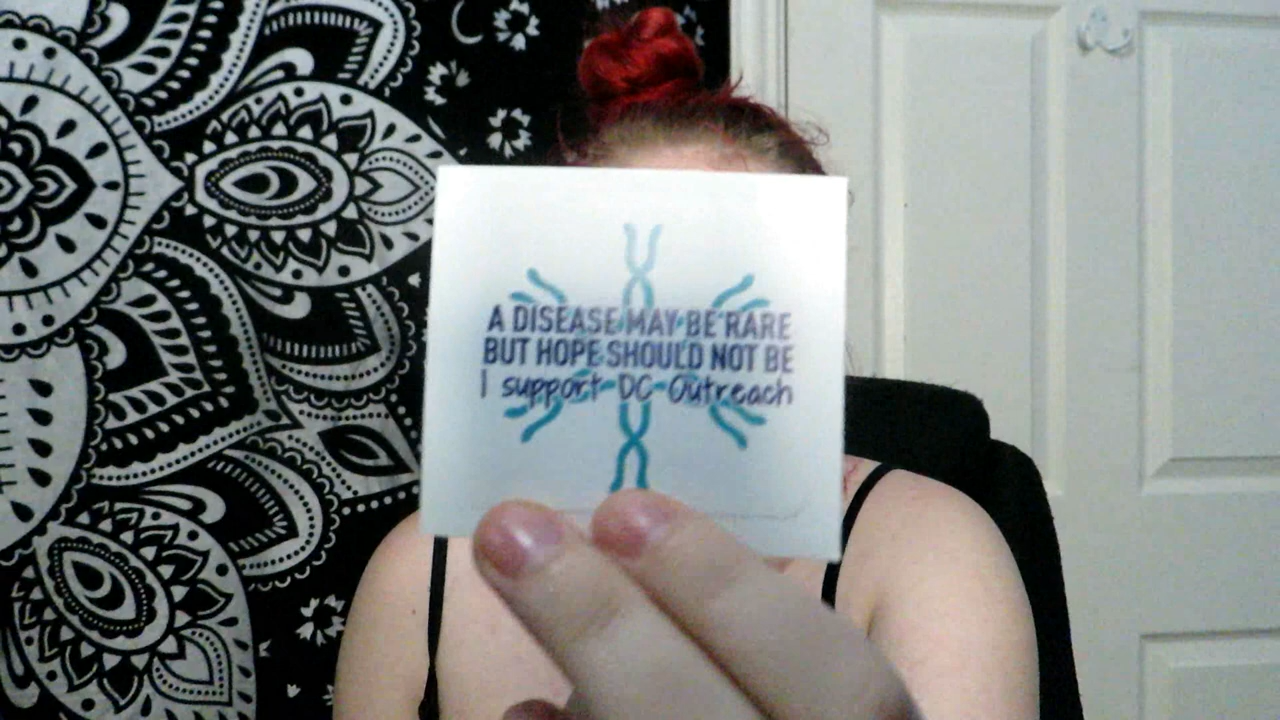 A DISEASE MAY BE RARE
BUT HOPE SHOULD NOT BE
I support DC Outreach